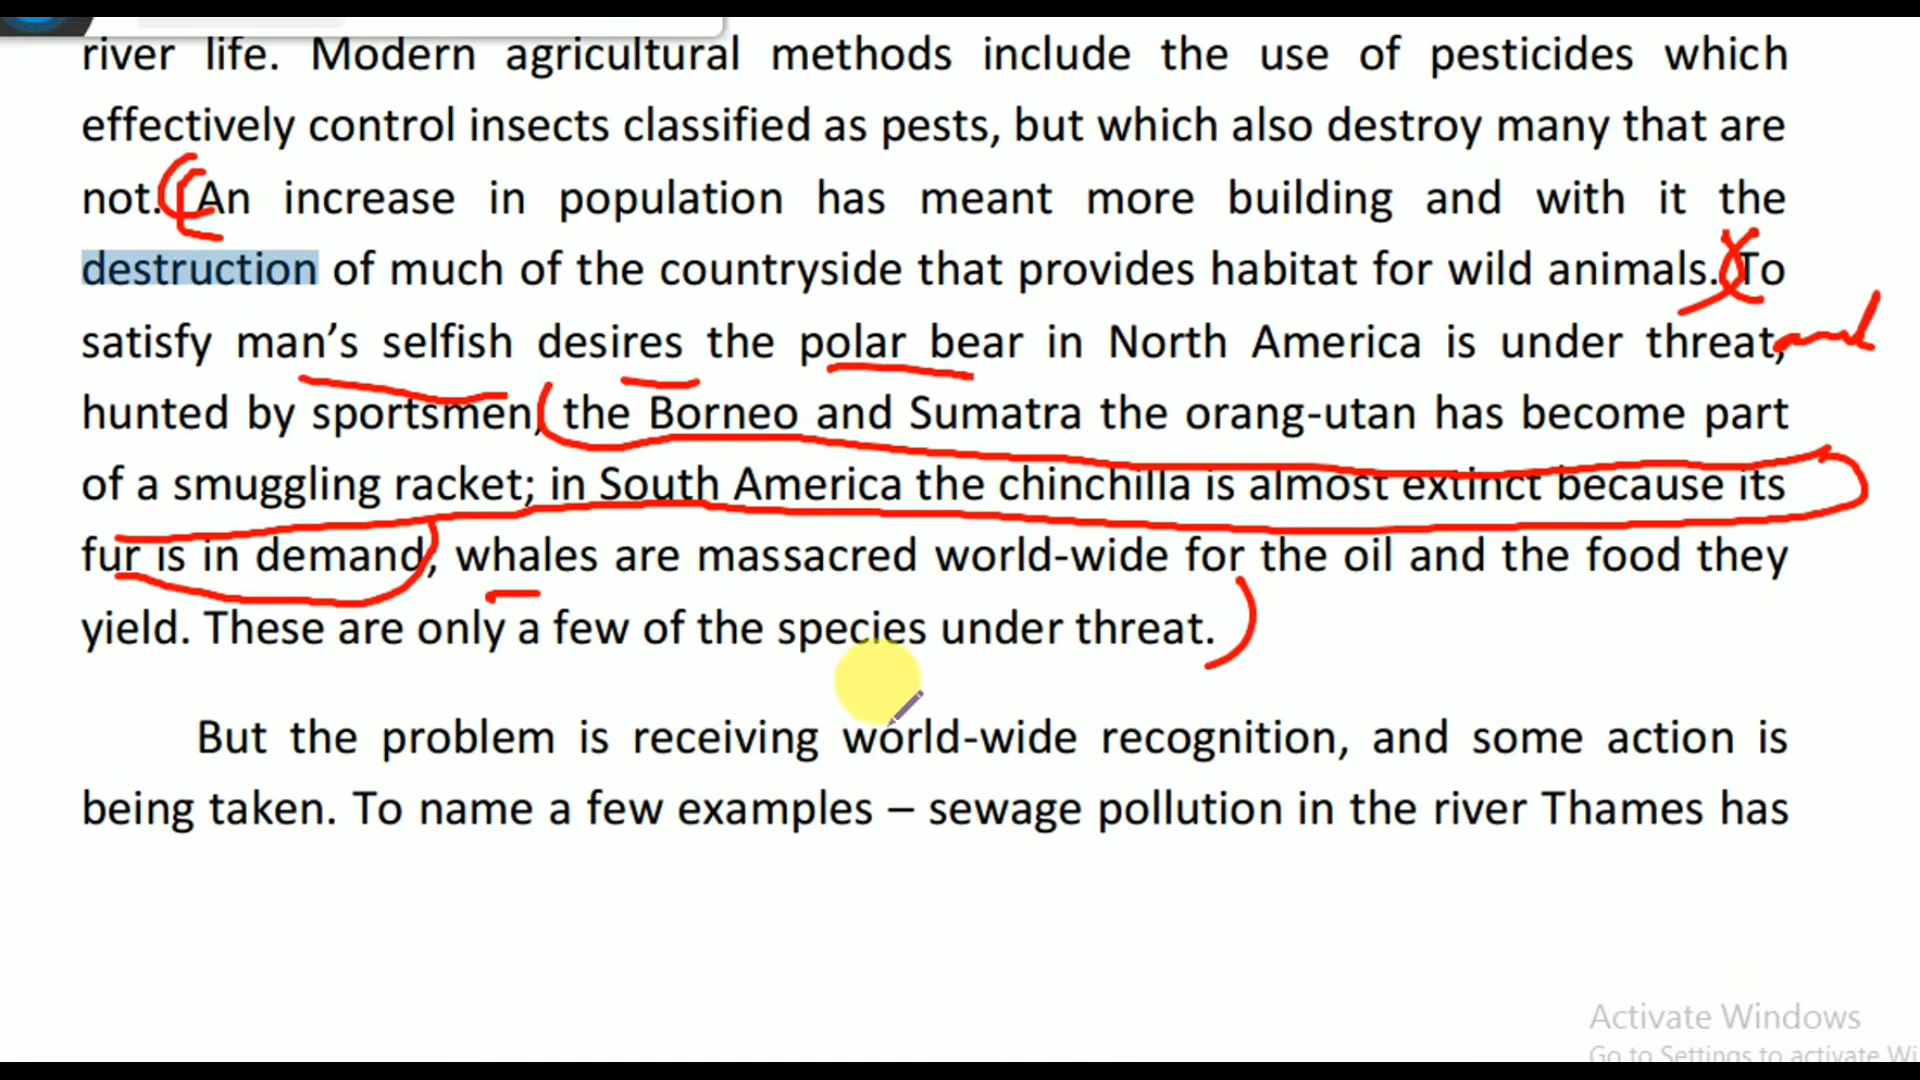 river life. Modern agricultural methods include the use of pesticides which
effectively control insects classified as pests, but which also destroy many that are
not. An increase in population has meant more building and with it the
destruction of much of the countryside that provides habitat for wild animals. To
satisfy man’s selfish desires the polar bear in North America is under threat,
and
hunted by sportsmen, the Borneo and Sumatra the orang-utan has become part
of a smuggling racket; in South America the chinchilla is almost extinct because its
fur is in demand, whales are massacred world-wide for the oil and the food they
yield. These are only a few of the species under threat.
But the problem is receiving world-wide recognition, and some action is
being taken. To name a few examples – sewage pollution in the river Thames has
Activate Windows
Go to Settings to activate Wi